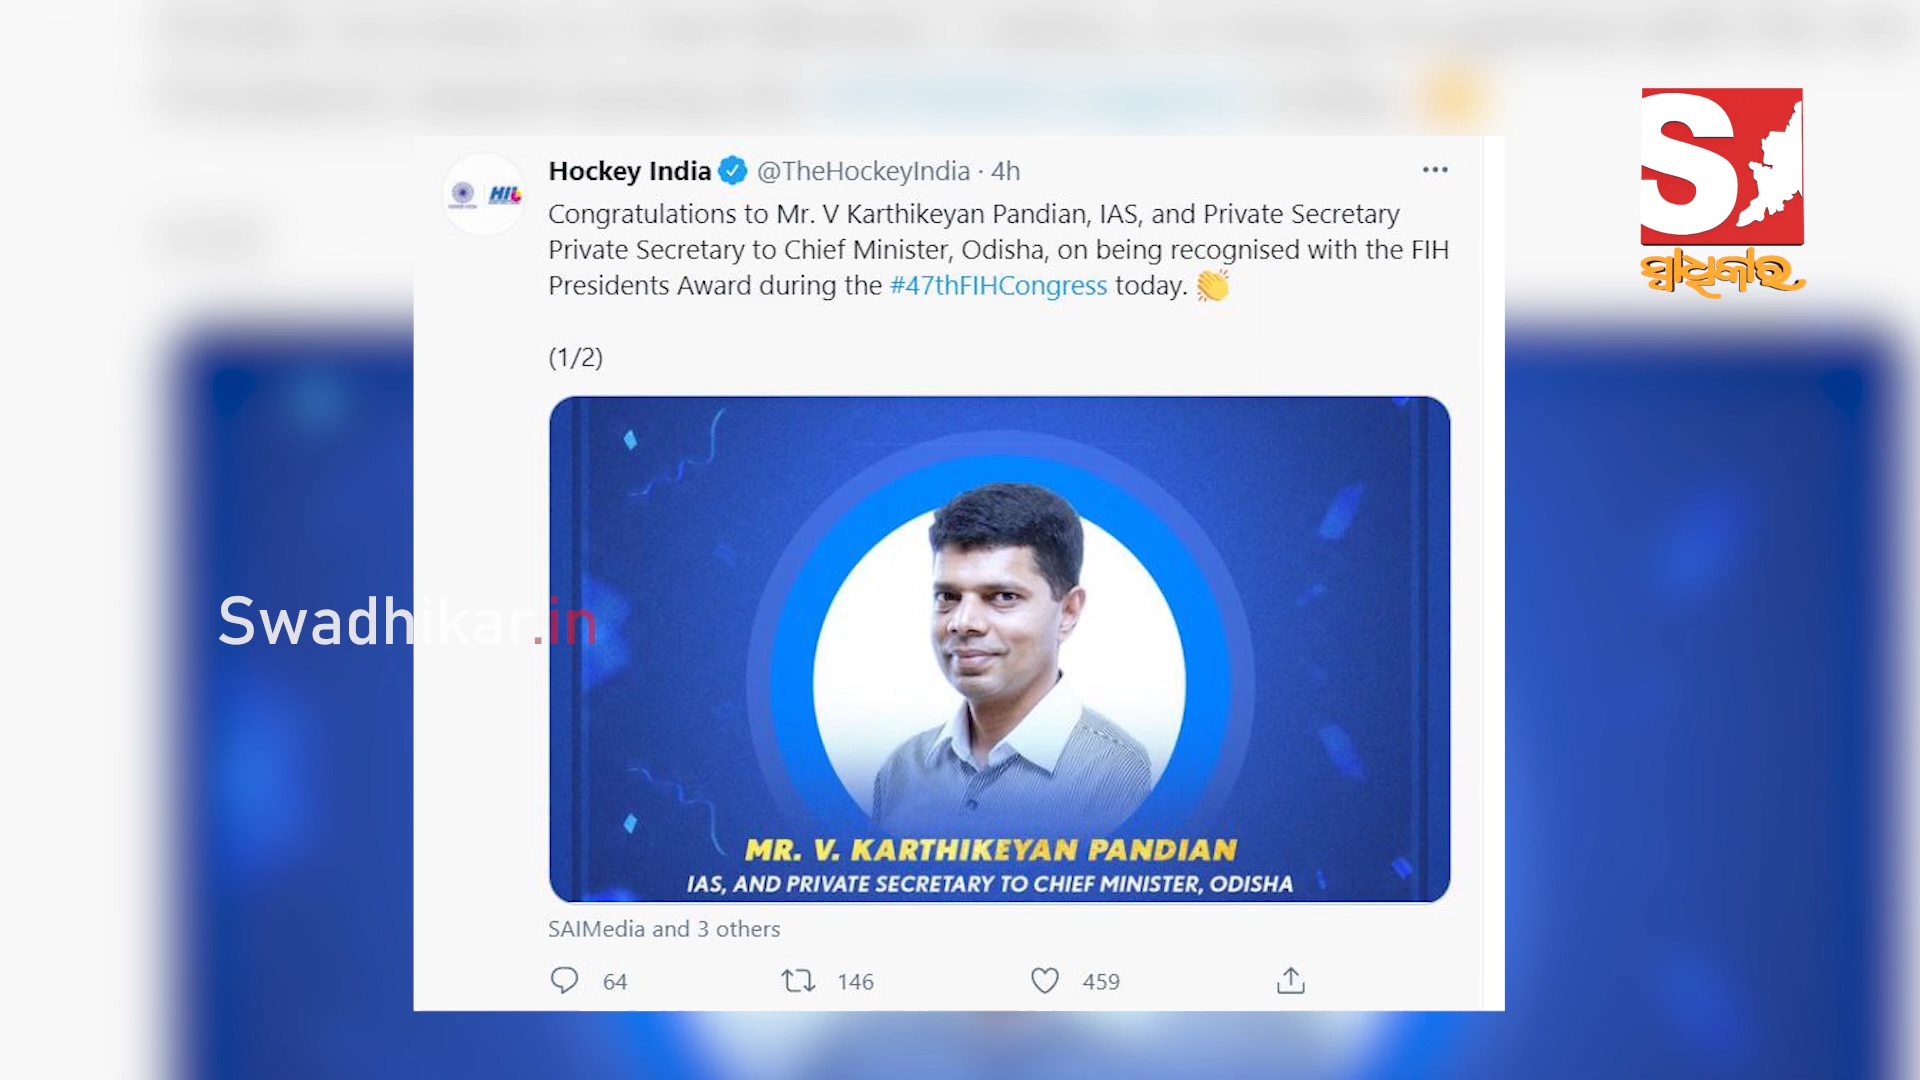 Hockey India @TheHockeyIndia · 4h
Congratulations to Mr. V Karthikeyan Pandian, IAS, and Private Secretary
Private Secretary to Chief Minister, Odisha, on being recognised with the FIH
Presidents Award during the #47thFIHCongress today. 👏
(1/2)
MR. V. KARTHIKEYAN PANDIAN
IAS, AND PRIVATE SECRETARY TO CHIEF MINISTER, ODISHA
SAIMedia and 3 others
64 146 459
Swadhikar.in
S
ସ୍ୱାଧିକାର
HIL